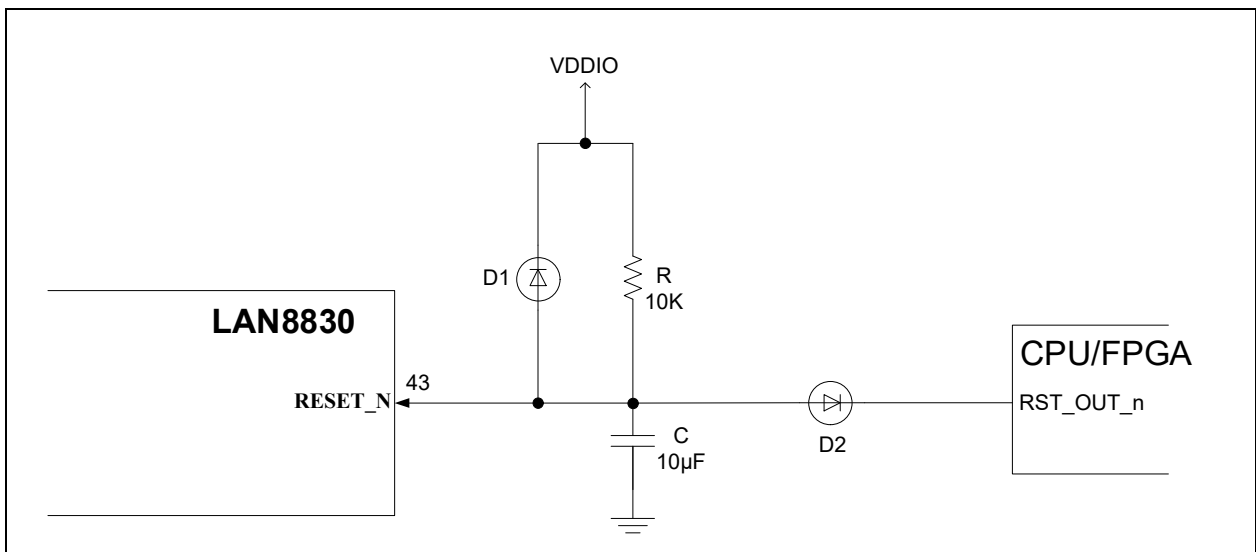 VDDIO
D1
R
10K
LAN8830
RESET_N
43
CPU/FPGA
RST_OUT_n
D2
C
10µF